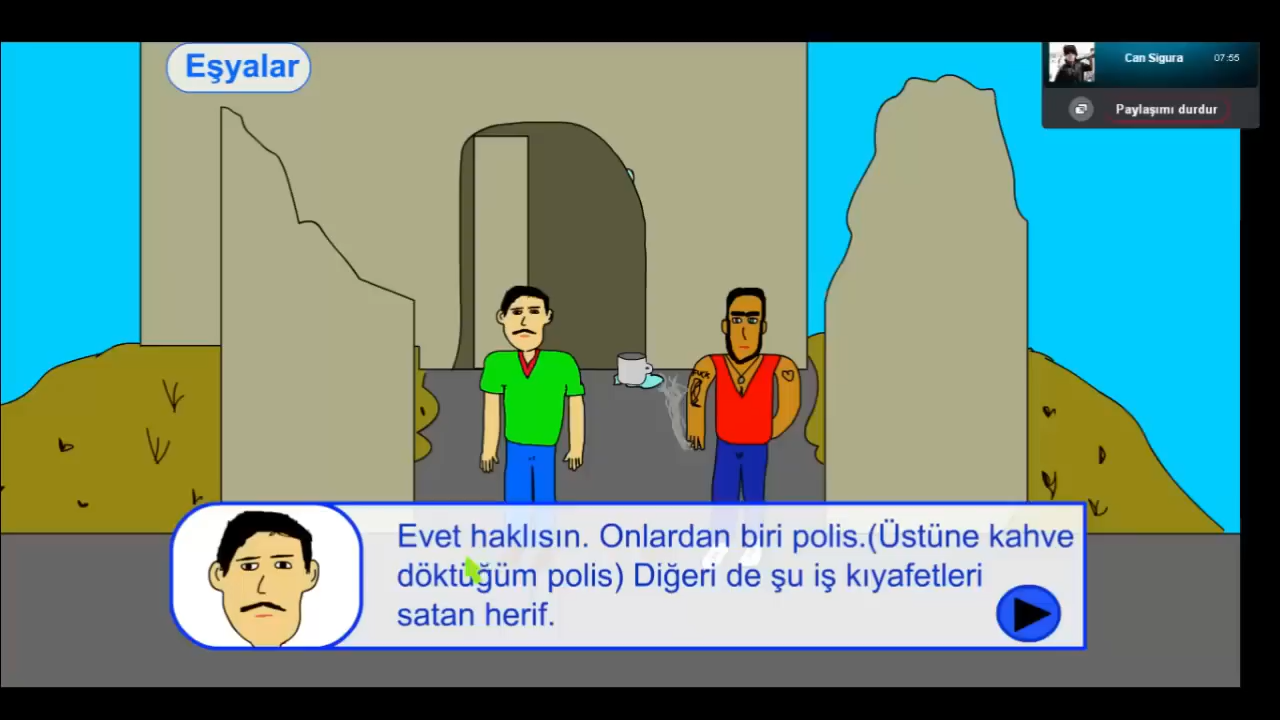 Eşyalar
Can Sigura 07:55
Paylaşımı durdur
Evet haklısın. Onlardan biri polis.(Üstüne kahve
döktüğüm polis) Diğeri de şu iş kıyafetleri
satan herif.